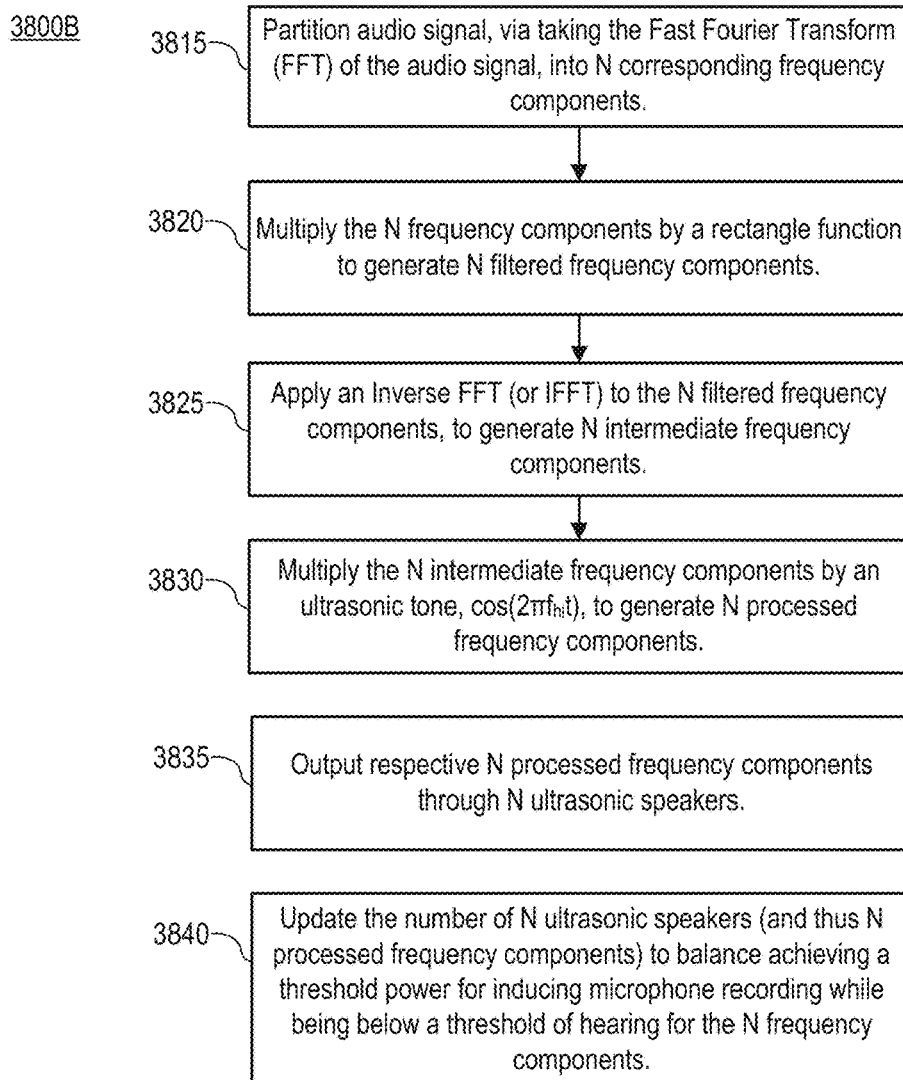 3800B
3815
Partition audio signal, via taking the Fast Fourier Transform
(FFT) of the audio signal, into N corresponding frequency
components.
3820
Multiply the N frequency components by a rectangle function
to generate N filtered frequency components.
3825
Apply an Inverse FFT (or IFFT) to the N filtered frequency
components, to generate N intermediate frequency
components.
3830
Multiply the N intermediate frequency components by an
ultrasonic tone, cos(2πfₕᵢt), to generate N processed
frequency components.
3835
Output respective N processed frequency components
through N ultrasonic speakers.
3840
Update the number of N ultrasonic speakers (and thus N
processed frequency components) to balance achieving a
threshold power for inducing microphone recording while
being below a threshold of hearing for the N frequency
components.